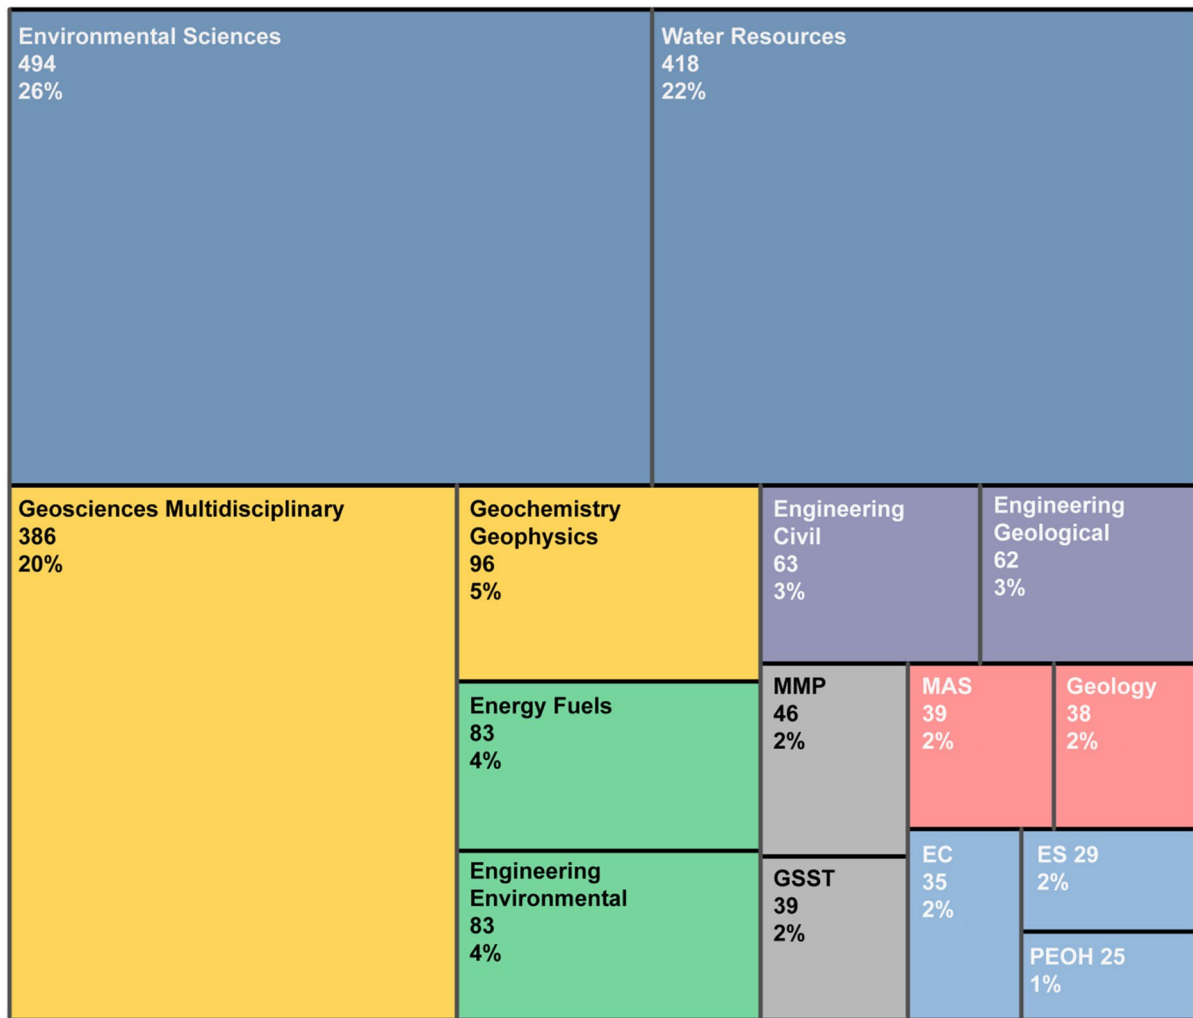 Environmental Sciences
494
26%
Water Resources
418
22%
Geosciences Multidisciplinary
386
20%
Geochemistry
Geophysics
96
5%
Energy Fuels
83
4%
Engineering
Environmental
83
4%
Engineering
Civil
63
3%
Engineering
Geological
62
3%
MMP
46
2%
GSST
39
2%
MAS
39
2%
Geology
38
2%
EC
35
2%
ES 29
2%
PEOH 25
1%